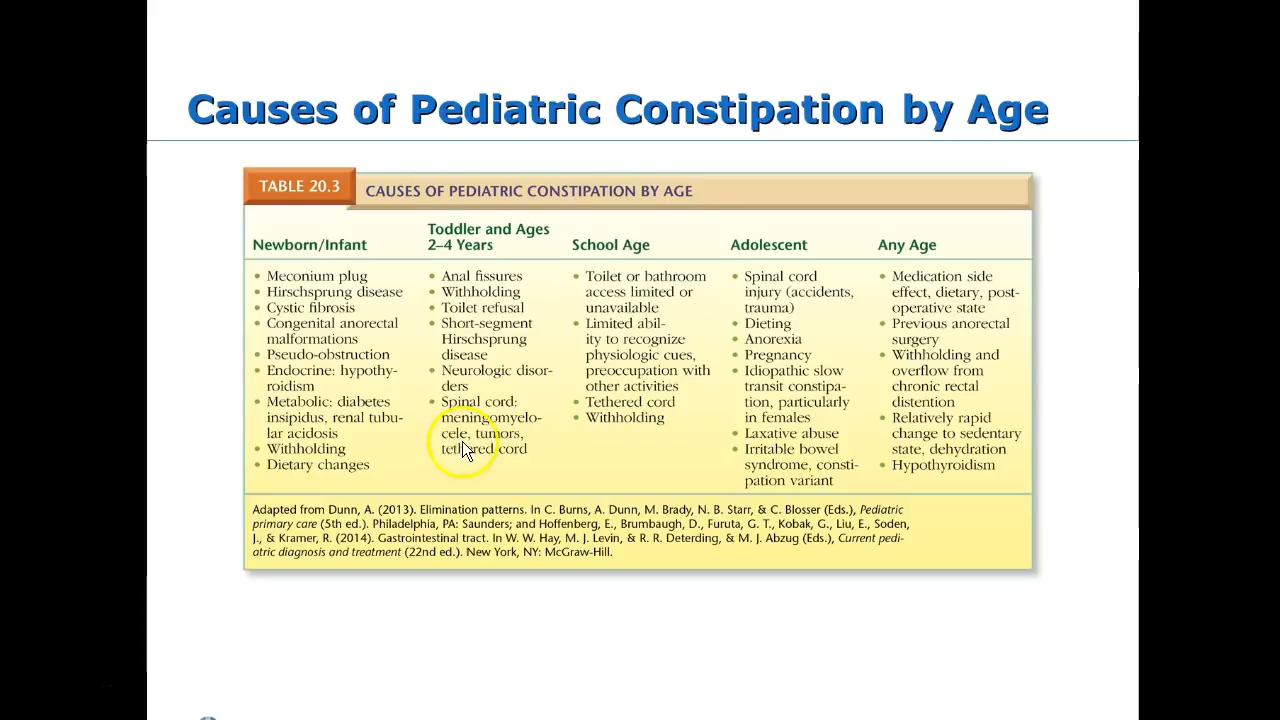 Causes of Pediatric Constipation by Age
TABLE 20.3
CAUSES OF PEDIATRIC CONSTIPATION BY AGE
Newborn/Infant
• Meconium plug
• Hirschsprung disease
• Cystic fibrosis
• Congenital anorectal
malformations
• Pseudo-obstruction
• Endocrine: hypothy-
roidism
• Metabolic: diabetes
insipidus, renal tubu-
lar acidosis
• Withholding
• Dietary changes
Toddler and Ages
2–4 Years
• Anal fissures
• Withholding
• Toilet refusal
• Short-segment
Hirschsprung
disease
• Neurologic disor-
ders
• Spinal cord:
meningomyelo-
cele, tumors,
tethered cord
School Age
• Toilet or bathroom
access limited or
unavailable
• Limited abil-
ity to recognize
physiologic cues,
preoccupation with
other activities
• Tethered cord
• Withholding
Adolescent
• Spinal cord
injury (accidents,
trauma)
• Dieting
• Anorexia
• Pregnancy
• Idiopathic slow
transit constipa-
tion, particularly
in females
• Laxative abuse
• Irritable bowel
syndrome, consti-
pation variant
Any Age
• Medication side
effect, dietary, post-
operative state
• Previous anorectal
surgery
• Withholding and
overflow from
chronic rectal
distention
• Relatively rapid
change to sedentary
state, dehydration
• Hypothyroidism
Adapted from Dunn, A. (2013). Elimination patterns. In C. Burns, A. Dunn, M. Brady, N. B. Starr, & C. Blosser (Eds.), Pediatric
primary care (5th ed.). Philadelphia, PA: Saunders; and Hoffenberg, E., Brumbaugh, D., Furuta, G. T., Kobak, G., Liu, E., Soden,
J., & Kramer, R. (2014). Gastrointestinal tract. In W. W. Hay, M. J. Levin, & R. R. Deterding, & M. J. Abzug (Eds.), Current pedi-
atric diagnosis and treatment (22nd ed.). New York, NY: McGraw-Hill.